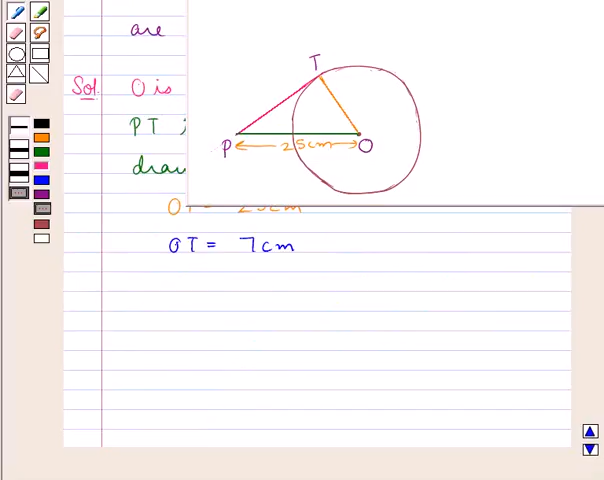 are
T
Sol. O is
PT
P 25cm O
draw
OT = 7cm